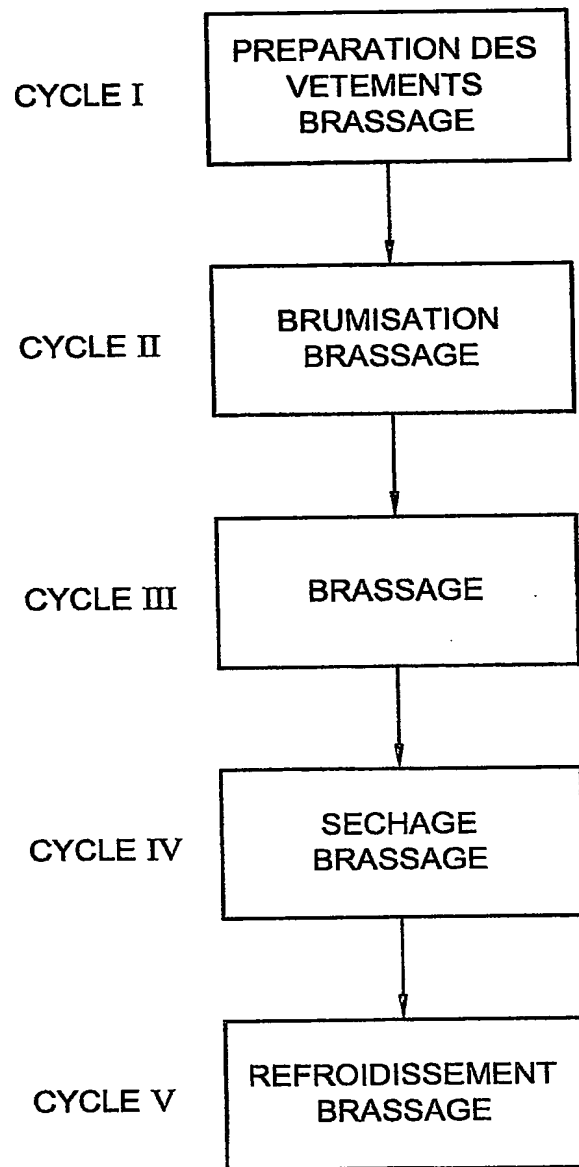 CYCLE I
PREPARATION DES
VETEMENTS
BRASSAGE
CYCLE II
BRUMISATION
BRASSAGE
CYCLE III
BRASSAGE
CYCLE IV
SECHAGE
BRASSAGE
CYCLE V
REFROIDISSEMENT
BRASSAGE